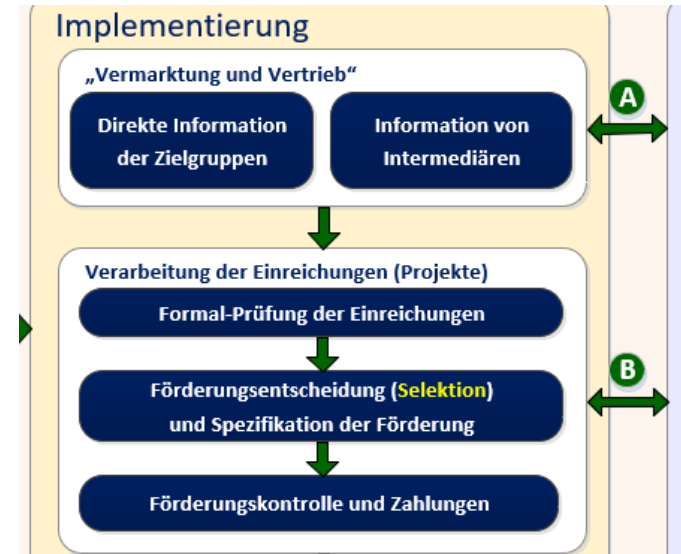 Implementierung
„Vermarktung und Vertrieb“
Direkte Information
der Zielgruppen
Information von
Intermediären
A
Verarbeitung der Einreichungen (Projekte)
Formal-Prüfung der Einreichungen
Förderungsentscheidung (Selektion)
und Spezifikation der Förderung
B
Förderungskontrolle und Zahlungen